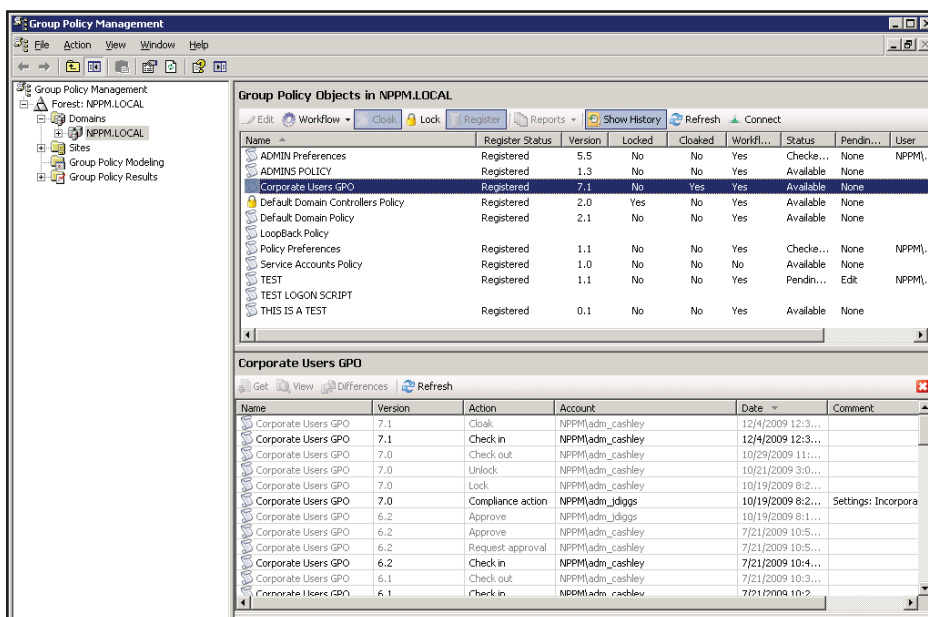 Group Policy Management
File Action View Window Help
Group Policy Management
Forest: NPPM.LOCAL
Domains
NPPM.LOCAL
Sites
Group Policy Modeling
Group Policy Results
Group Policy Objects in NPPM.LOCAL
Edit Workflow Cloak Lock Register Reports Show History Refresh Connect
Name Register Status Version Locked Cloaked Workfl... Status Pendin... User
ADMIN Preferences Registered 5.5 No No Yes Checke... None NPPM\.
ADMINS POLICY Registered 1.3 No No Yes Available None
Corporate Users GPO Registered 7.1 No Yes Yes Available None
Default Domain Controllers Policy Registered 2.0 Yes No Yes Available None
Default Domain Policy Registered 2.1 No No Yes Available None
LoopBack Policy
Policy Preferences Registered 1.1 No No Yes Checke... None NPPM\.
Service Accounts Policy Registered 1.0 No No No Available None
TEST Registered 1.1 No No Yes Pendin... Edit NPPM\.
TEST LOGON SCRIPT
THIS IS A TEST Registered 0.1 No No Yes Available None
Corporate Users GPO
Get View Differences Refresh
Name Version Action Account Date Comment
Corporate Users GPO 7.1 Cloak NPPM\adm_cashley 12/4/2009 12:3...
Corporate Users GPO 7.1 Check in NPPM\adm_cashley 12/4/2009 12:3...
Corporate Users GPO 7.0 Check out NPPM\adm_cashley 10/29/2009 11:...
Corporate Users GPO 7.0 Unlock NPPM\adm_cashley 10/21/2009 3:0...
Corporate Users GPO 7.0 Lock NPPM\adm_cashley 10/19/2009 8:2...
Corporate Users GPO 7.0 Compliance action NPPM\adm_jdiggs 10/19/2009 8:2... Settings: Incorpora
Corporate Users GPO 6.2 Approve NPPM\adm_jdiggs 10/19/2009 8:1...
Corporate Users GPO 6.2 Approve NPPM\adm_cashley 7/21/2009 10:5...
Corporate Users GPO 6.2 Request approval NPPM\adm_cashley 7/21/2009 10:5...
Corporate Users GPO 6.2 Check in NPPM\adm_cashley 7/21/2009 10:4...
Corporate Users GPO 6.1 Check out NPPM\adm_cashley 7/21/2009 10:3...
Corporate Users GPO 6.1 Check in NPPM\adm_cashley 7/21/2009 10:2